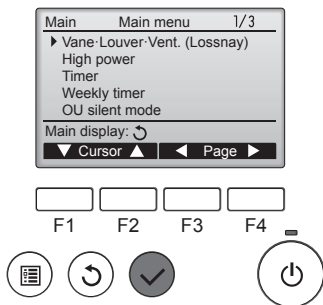 Main Main menu 1/3
Vane·Louver·Vent. (Lossnay)
High power
Timer
Weekly timer
OU silent mode
Main display:
Cursor Page
F1 F2 F3 F4